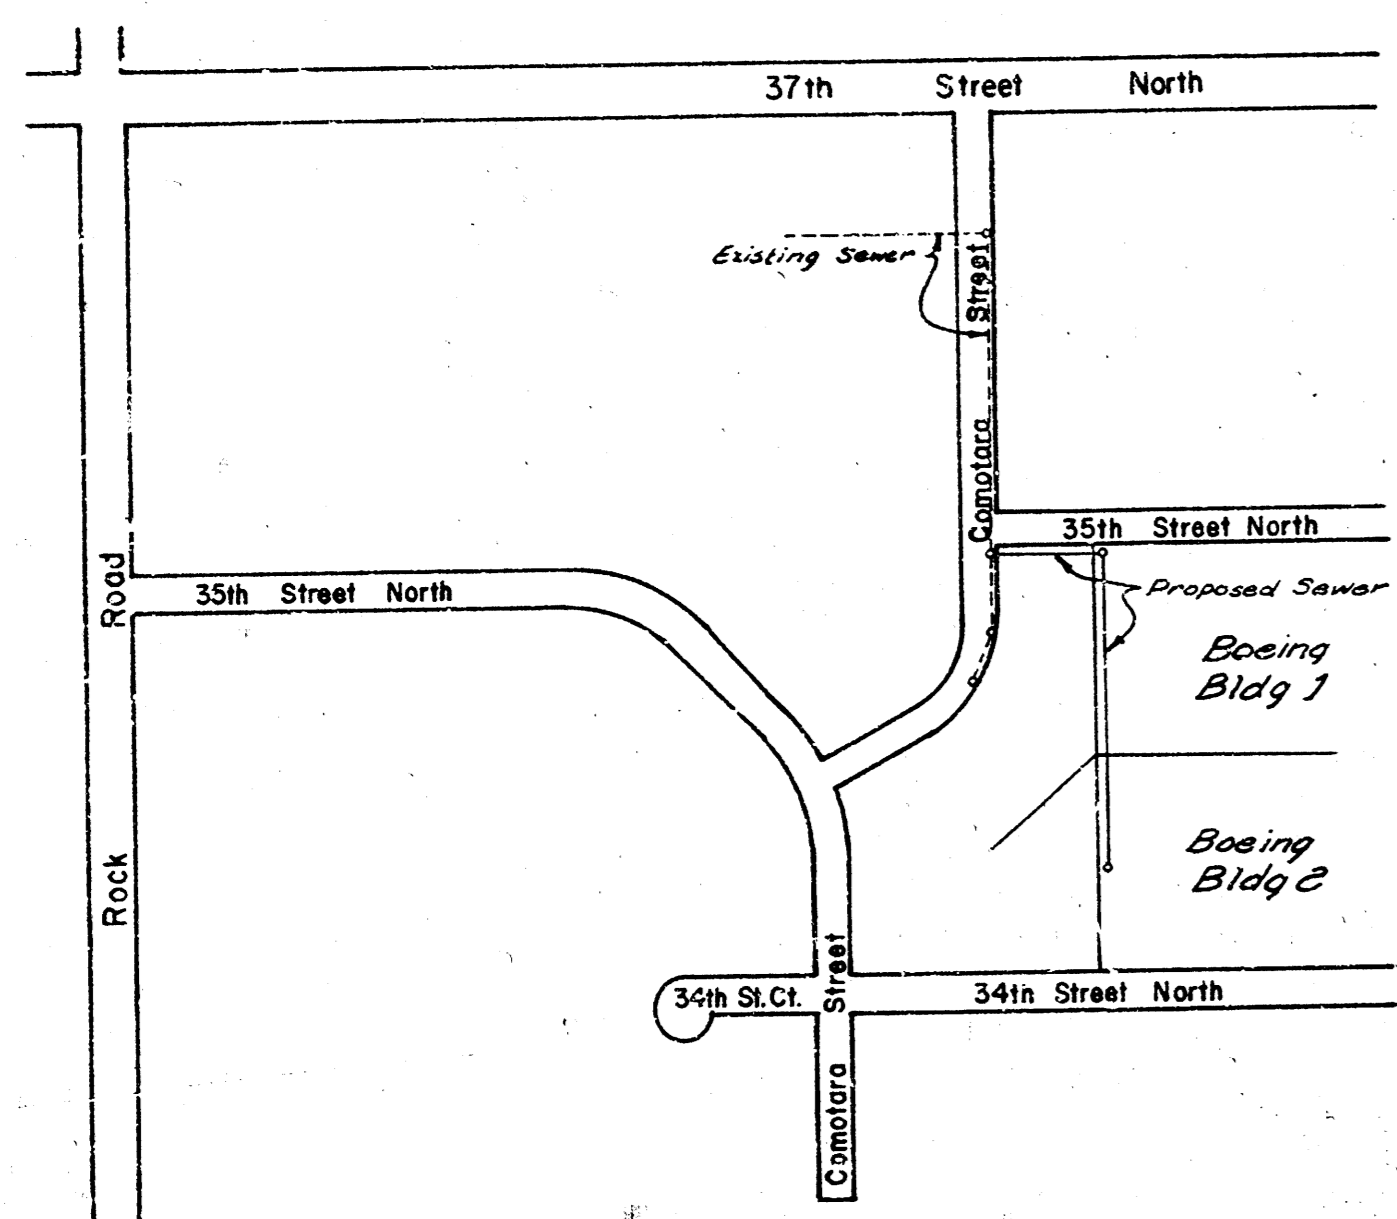 37th Street North
Existing Sewer
Comotara Street
35th Street North
Proposed Sewer
35th Street North
Rock Road
Boeing
Bldg 1
Boeing
Bldg 2
34th St. Ct.
34th Street North
Comotara Street